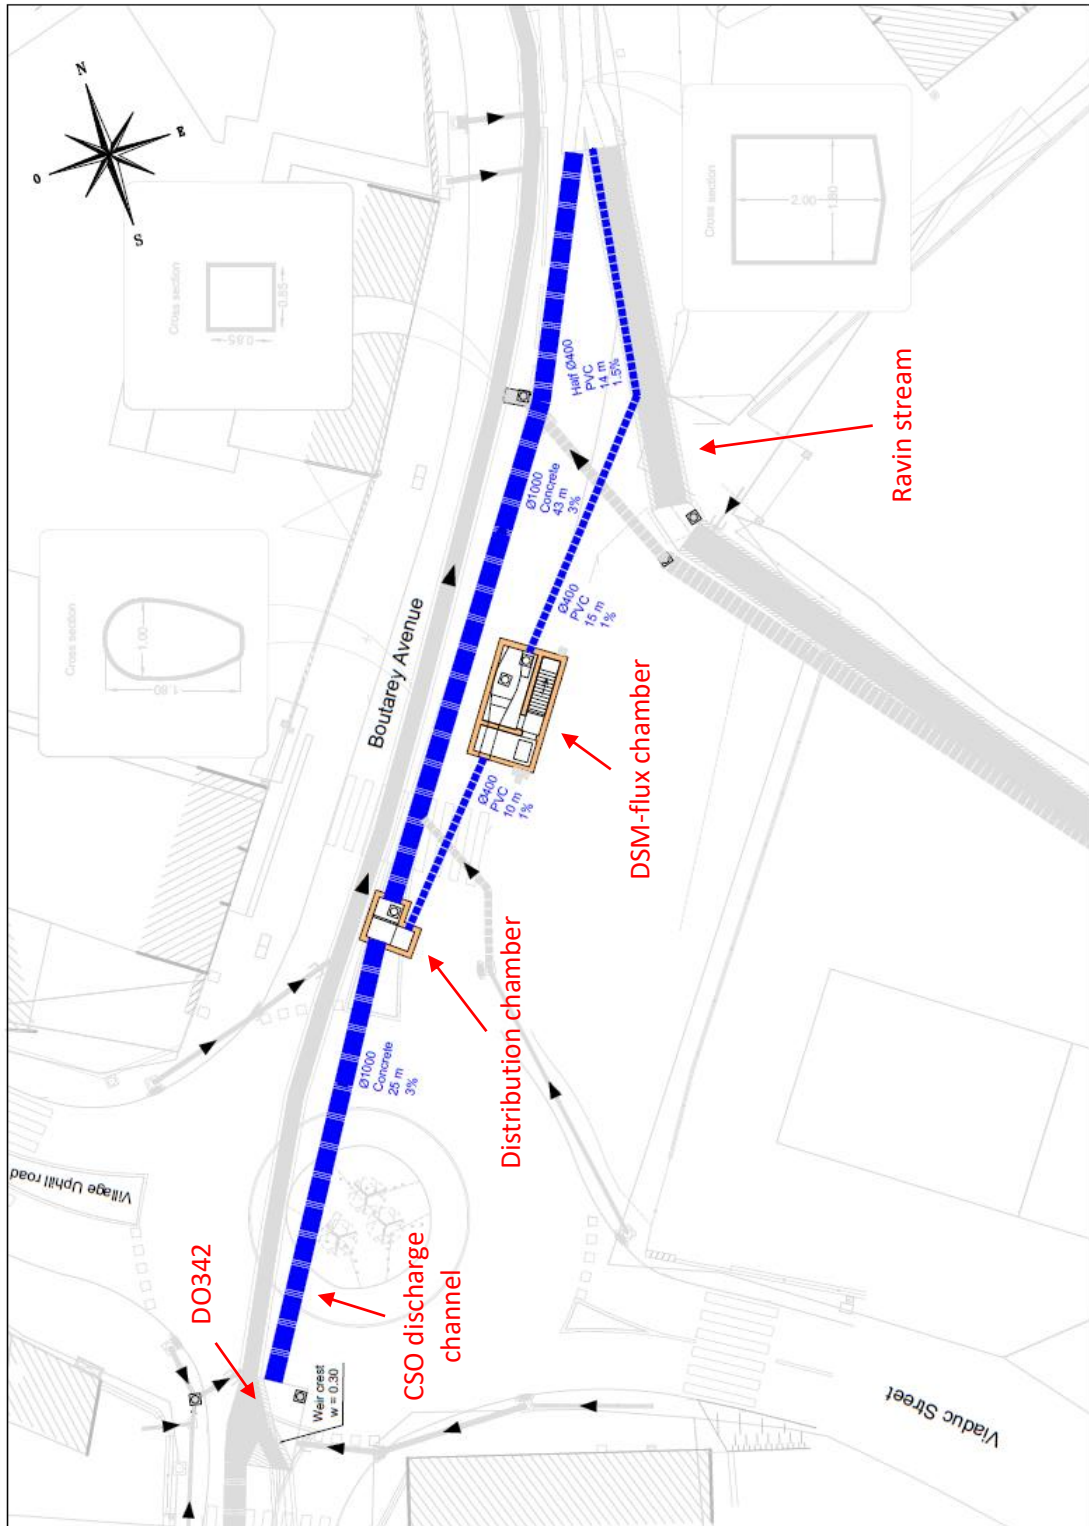 N
E
O
S
Cross section
0.85
0.85
Cross section
2.00
1.80
Cross section
1.00
1.80
Half Ø400
PVC
14 m
1.5%
Ø1000
Concrete
43 m
3%
Ø400
PVC
15 m
1%
Ø400
PVC
10 m
1%
Ø1000
Concrete
25 m
3%
Boutarey Avenue
Ravin stream
DSM-flux chamber
Distribution chamber
CSO discharge
channel
DO342
Village Uphill road
Weir crest
w = 0.30
Viaduc Street